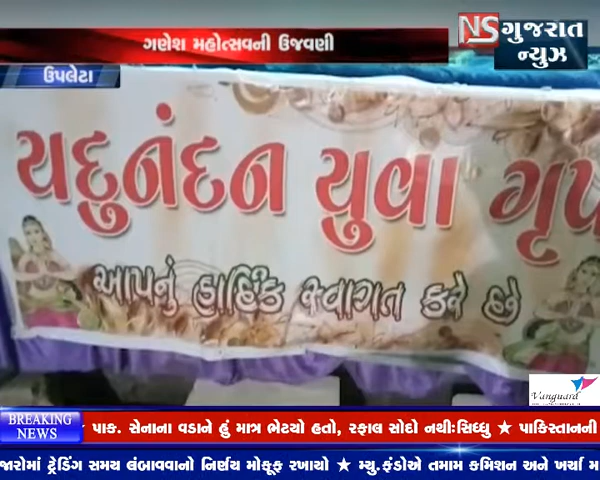 ગણેશ મહોત્સવની ઉજવણી
NS ગુજરાત
ન્યુઝ
ઉપલેટા
યદુનંદન યુવા ગૃપ
આપનું હાર્દિક સ્વાગત કરે છે
Vanguard
BREAKING NEWS
પાક. સેનાના વડાને હું માત્ર ભેટયો હતો, રફાલ સોદો નથીઃસિધ્ધુ ★ પાકિસ્તાનની
જારોમાં ટ્રેડિંગ સમય લંબાવવાનો નિર્ણય મોકૂફ રખાયો ★ મ્યુ.ફંડોએ તમામ કમિશન અને ખર્ચા મ